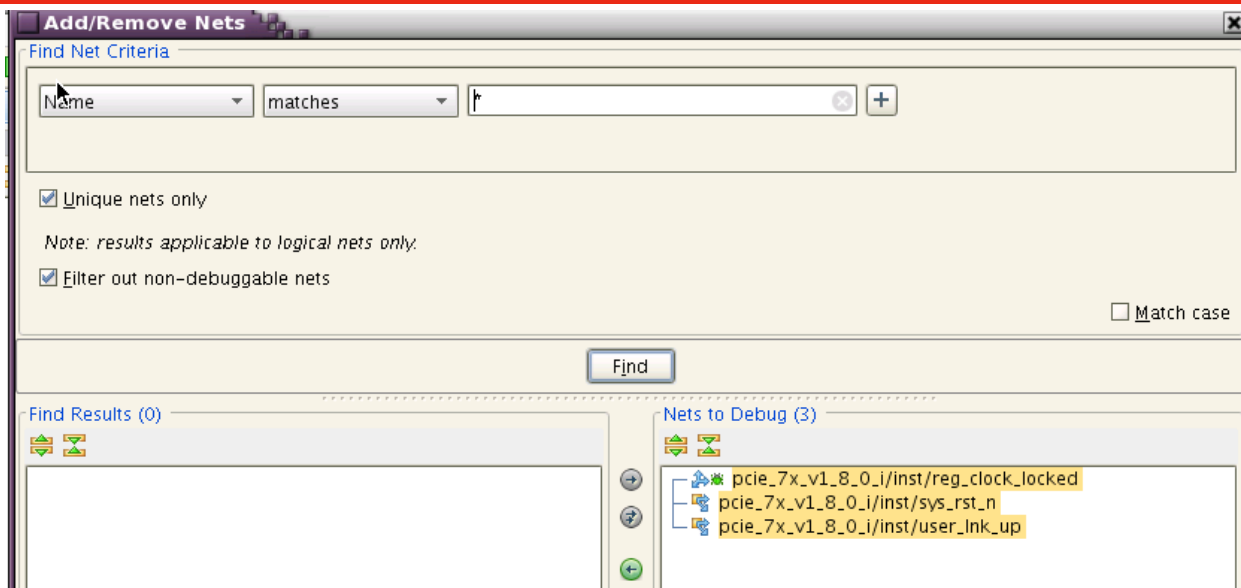 Add/Remove Nets
Find Net Criteria
Name matches *
Unique nets only
Note: results applicable to logical nets only.
Filter out non-debuggable nets
Match case
Find
Find Results (0)
Nets to Debug (3)
pcie_7x_v1_8_0_i/inst/reg_clock_locked
pcie_7x_v1_8_0_i/inst/sys_rst_n
pcie_7x_v1_8_0_i/inst/user_lnk_up